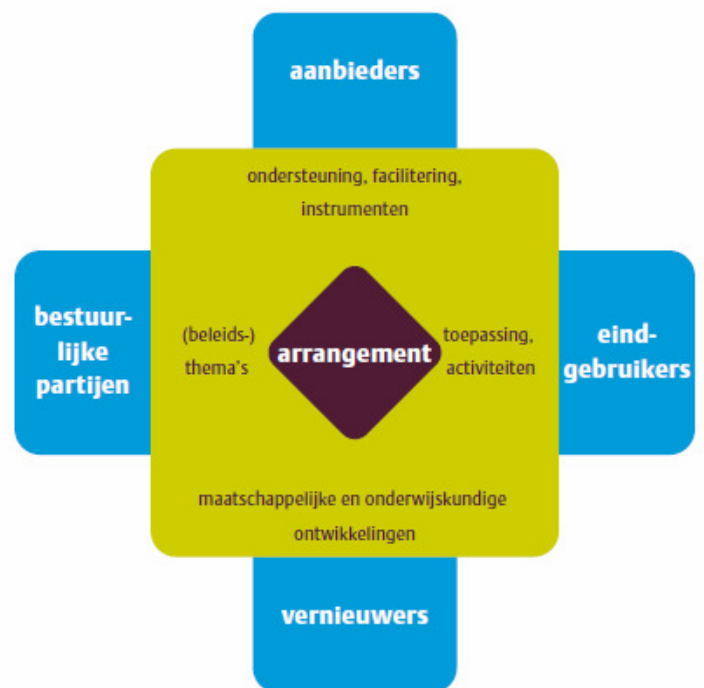 aanbieders
ondersteuning, facilitering,
instrumenten
bestuur-
lijke
partijen
(beleids-)
thema's
arrangement
toepassing,
activiteiten
eind-
gebruikers
maatschappelijke en onderwijskundige
ontwikkelingen
vernieuwers